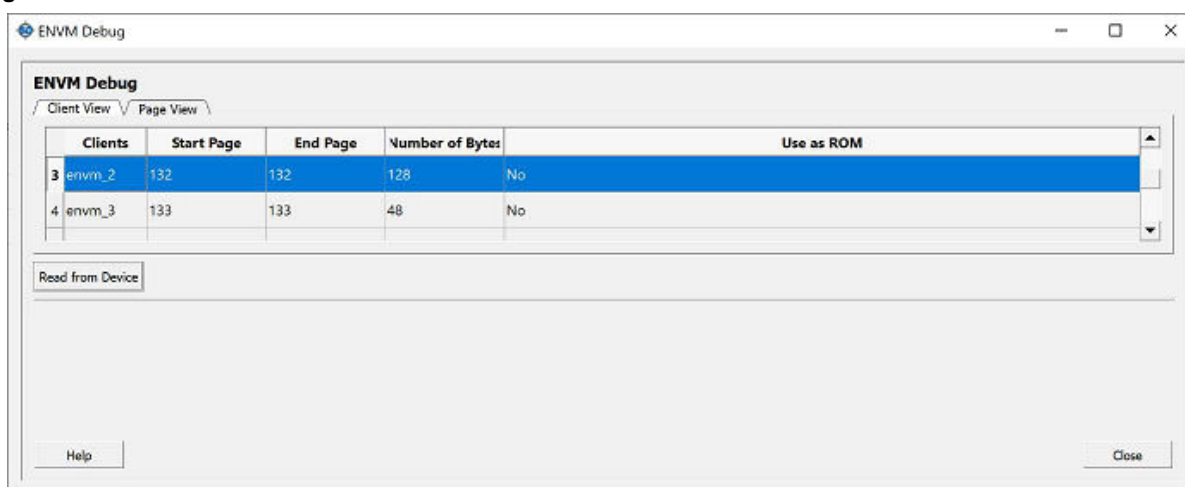 ENVM Debug
ENVM Debug
Client View Page View
Clients Start Page End Page Number of Bytes Use as ROM
3 envm_2 132 132 128 No
4 envm_3 133 133 48 No
Read from Device
Help Close